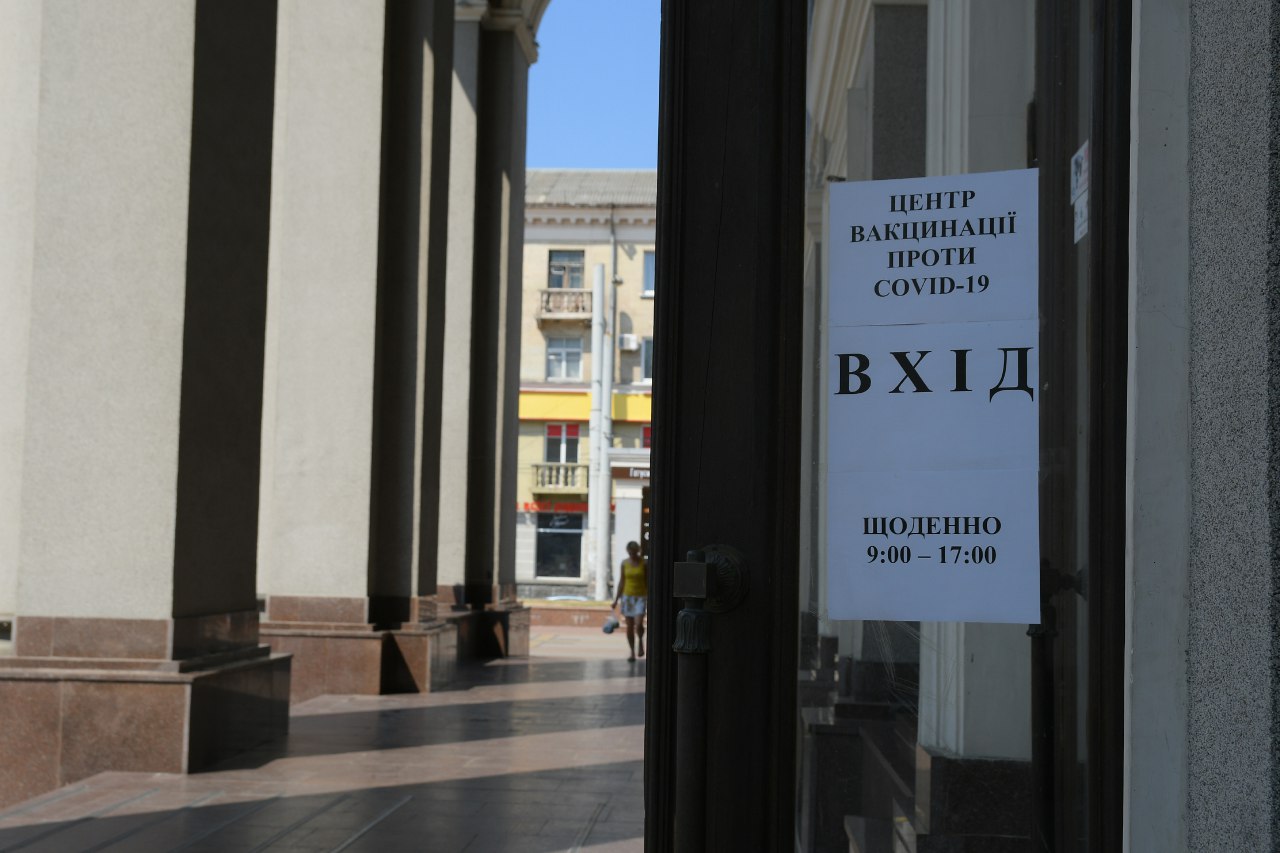 ЦЕНТР
ВАКЦИНАЦІЇ
ПРОТИ
COVID-19
ВХІД
ЩОДЕННО
9:00 – 17:00